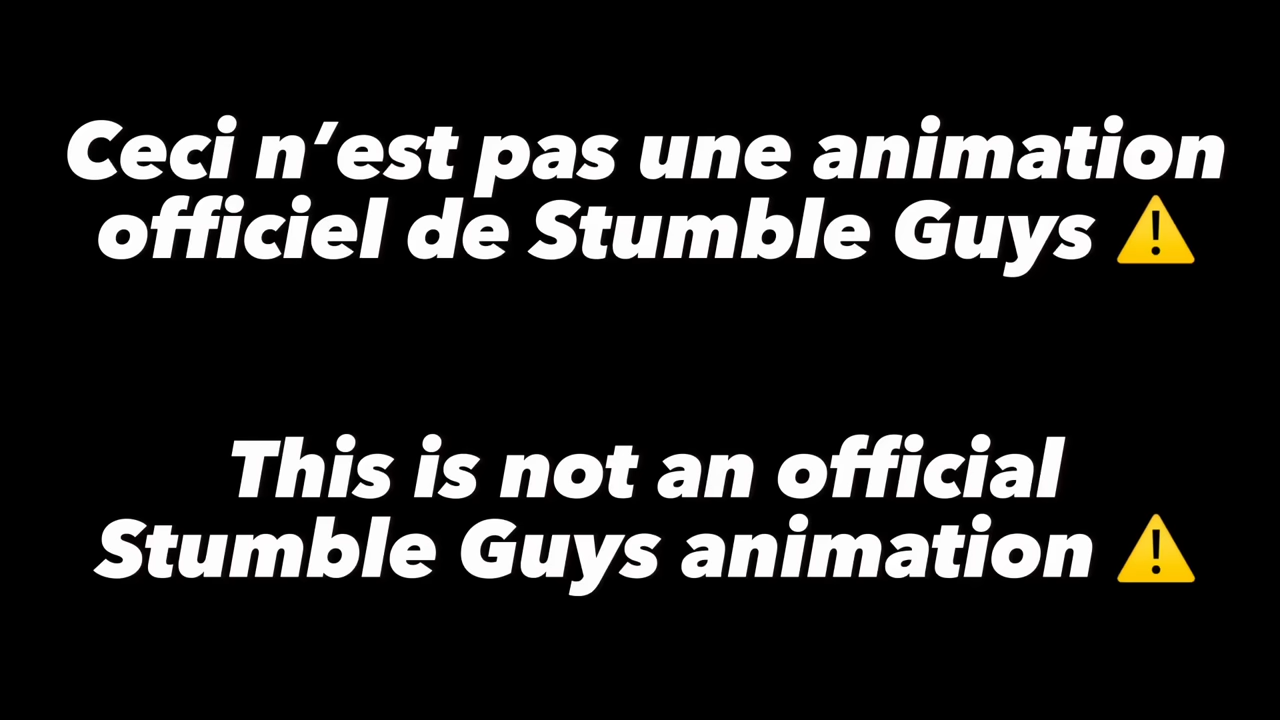 Ceci n’est pas une animation
officiel de Stumble Guys ⚠️
This is not an official
Stumble Guys animation ⚠️